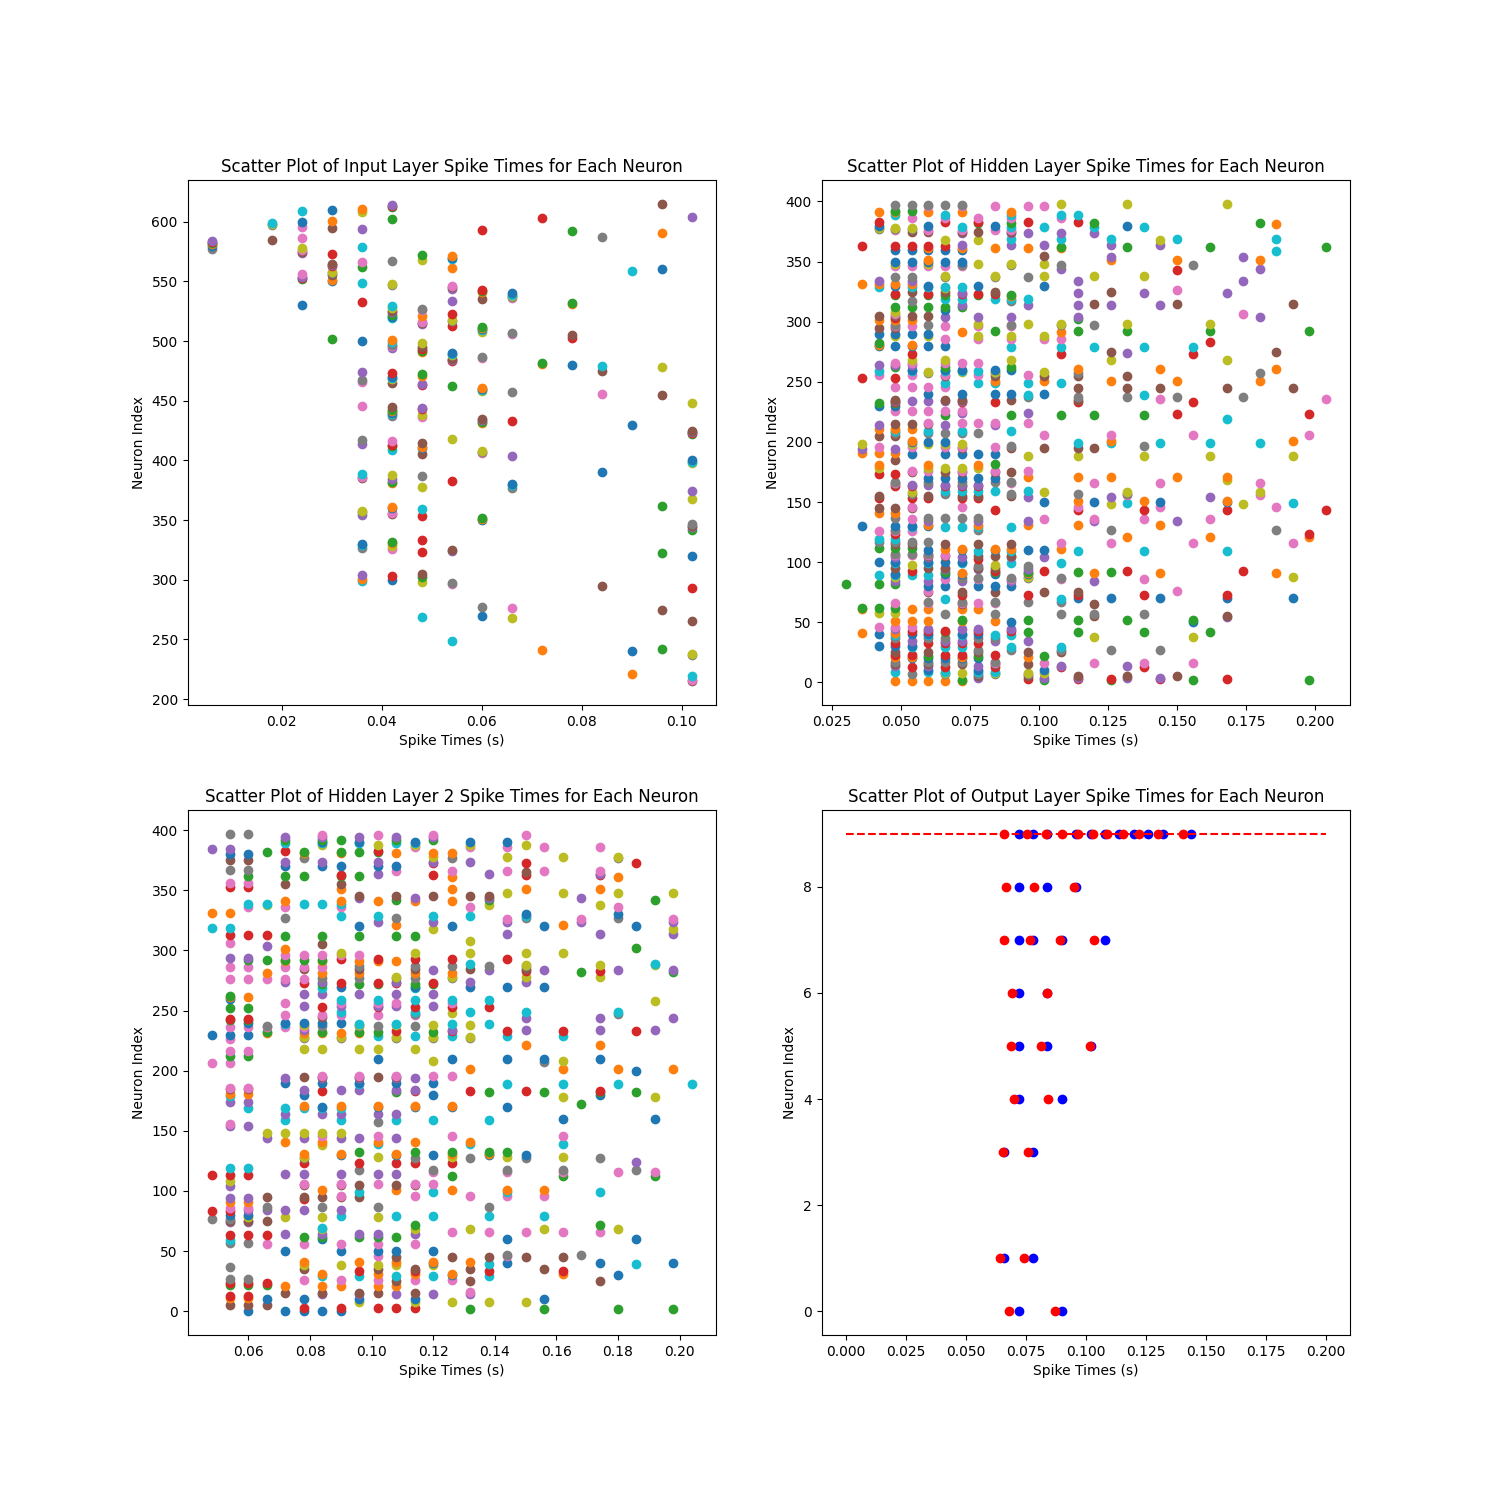 Scatter Plot of Input Layer Spike Times for Each Neuron
600
550
500
450
400
350
300
250
200
Neuron Index
0.02 0.04 0.06 0.08 0.10
Spike Times (s)
Scatter Plot of Hidden Layer Spike Times for Each Neuron
400
350
300
250
200
150
100
50
0
Neuron Index
0.025 0.050 0.075 0.100 0.125 0.150 0.175 0.200
Spike Times (s)
Scatter Plot of Hidden Layer 2 Spike Times for Each Neuron
400
350
300
250
200
150
100
50
0
Neuron Index
0.06 0.08 0.10 0.12 0.14 0.16 0.18 0.20
Spike Times (s)
Scatter Plot of Output Layer Spike Times for Each Neuron
8
6
4
2
0
Neuron Index
0.000 0.025 0.050 0.075 0.100 0.125 0.150 0.175 0.200
Spike Times (s)